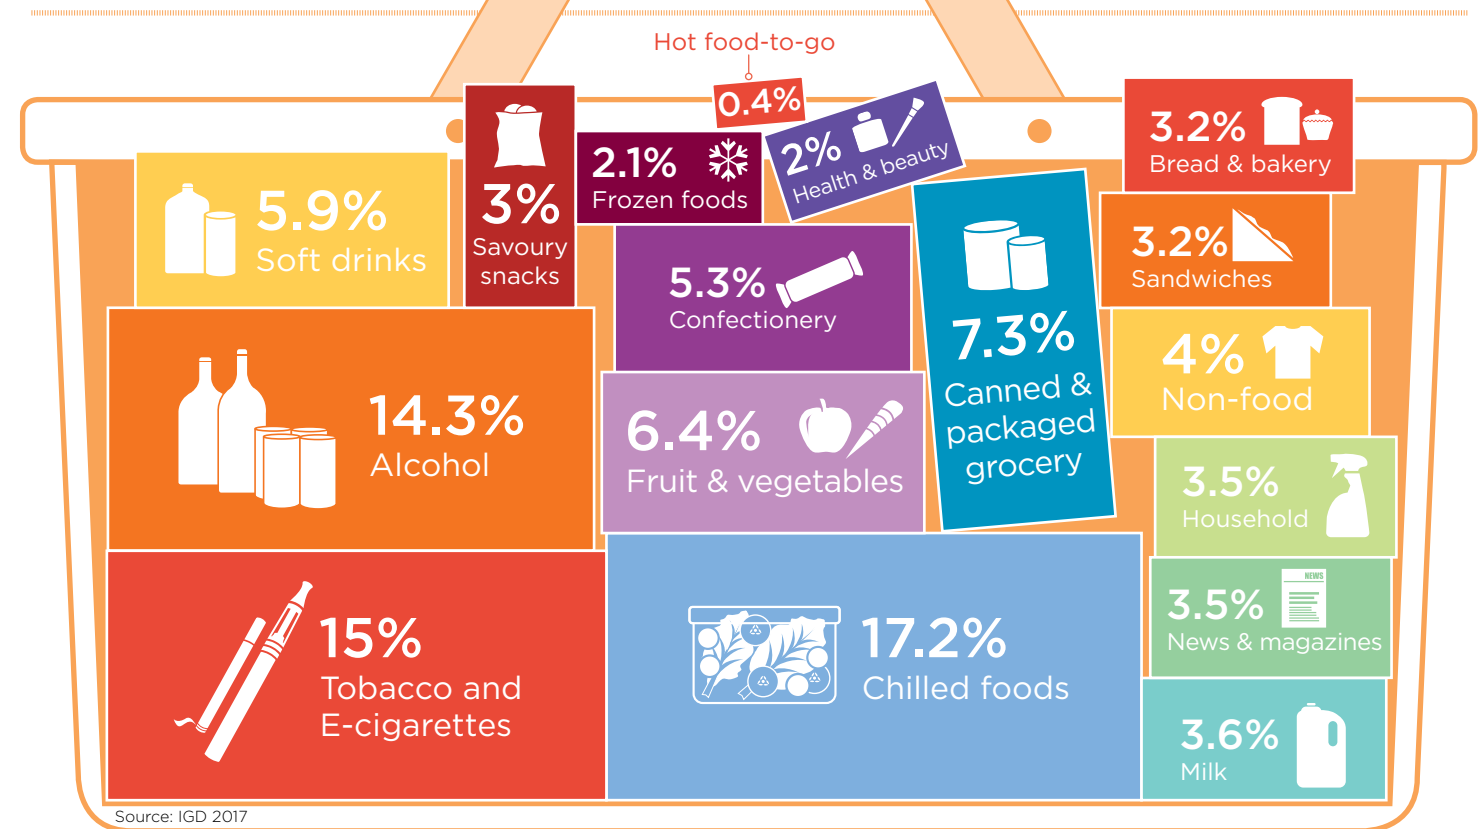 Hot food-to-go
0.4%
3%
Savoury
snacks
2.1%
Frozen foods
2%
Health & beauty
3.2%
Bread & bakery
5.9%
Soft drinks
5.3%
Confectionery
7.3%
Canned &
packaged
grocery
3.2%
Sandwiches
14.3%
Alcohol
6.4%
Fruit & vegetables
4%
Non-food
3.5%
Household
15%
Tobacco and
E-cigarettes
17.2%
Chilled foods
NEWS
3.5%
News & magazines
3.6%
Milk
Source: IGD 2017